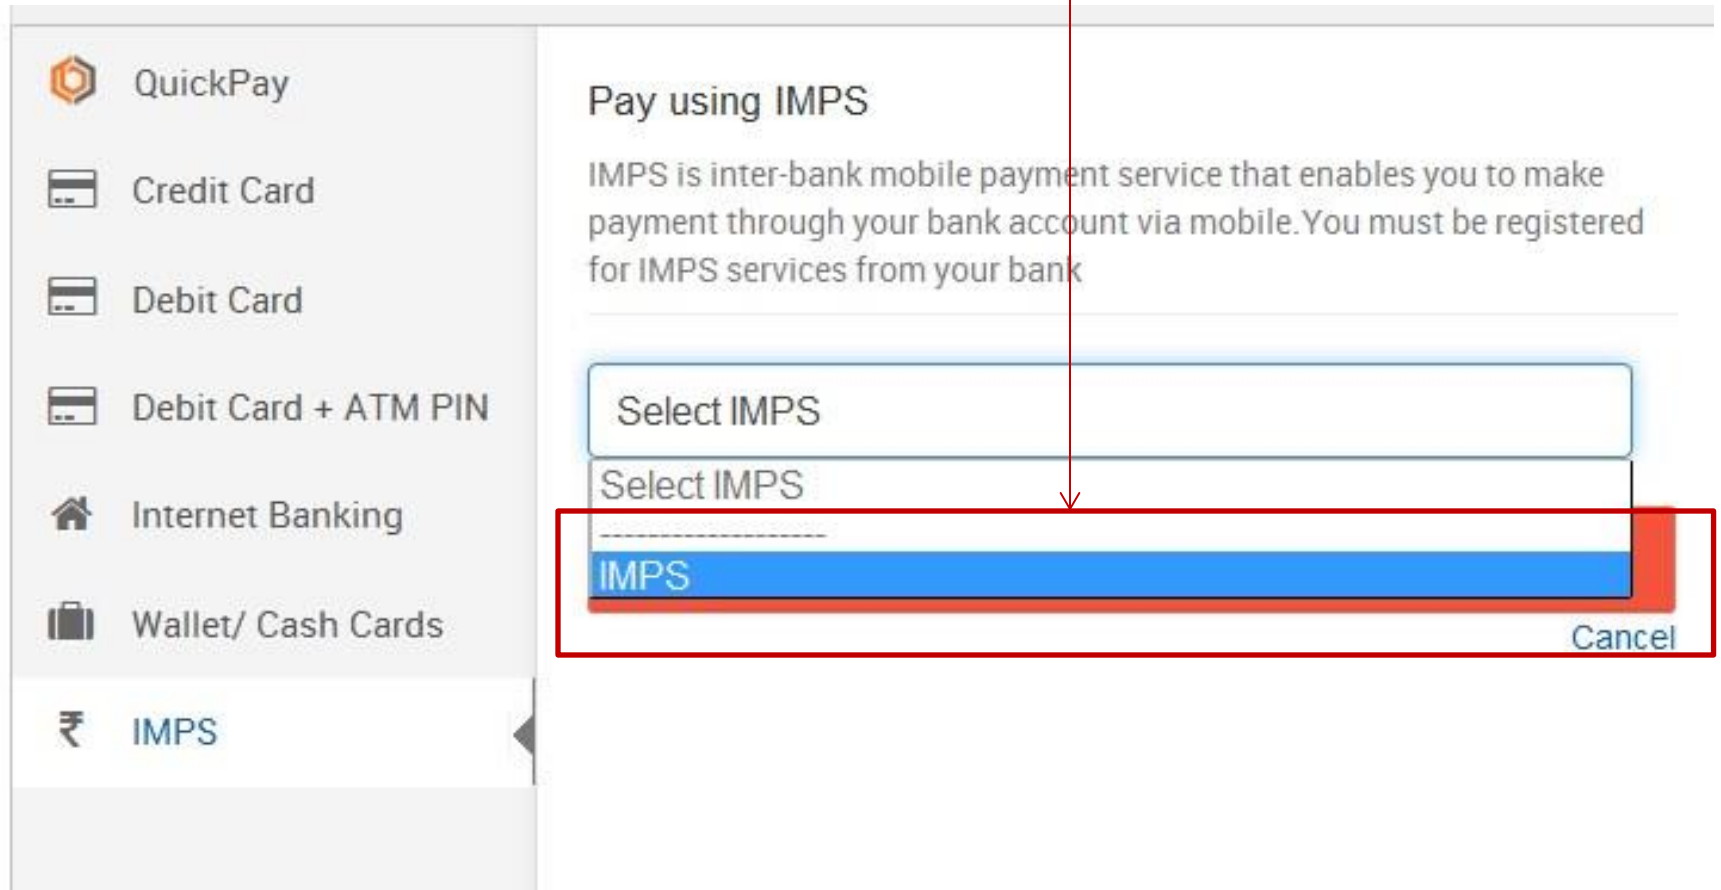 QuickPay
Credit Card
Debit Card
Debit Card + ATM PIN
Internet Banking
Wallet/ Cash Cards
₹ IMPS
Pay using IMPS
IMPS is inter-bank mobile payment service that enables you to make
payment through your bank account via mobile.You must be registered
for IMPS services from your bank
Select IMPS
Select IMPS
-------------------
IMPS
Cancel